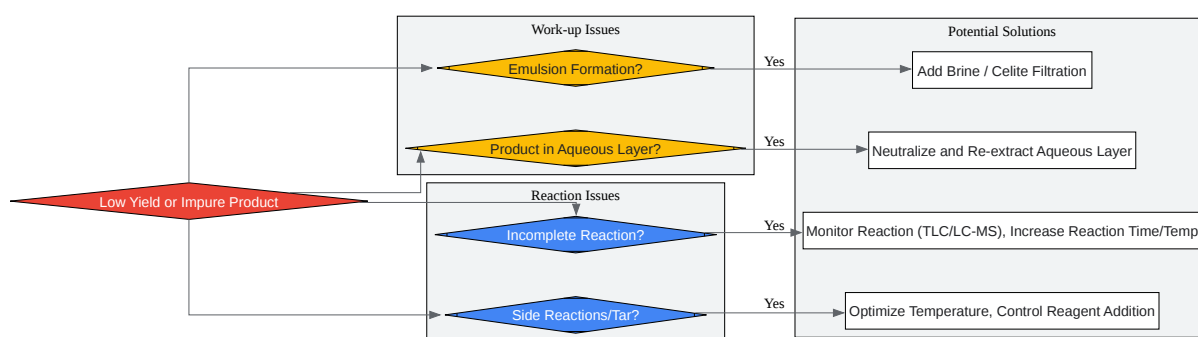 Work-up Issues
Potential Solutions
Emulsion Formation?
Yes
Add Brine / Celite Filtration
Product in Aqueous Layer?
Yes
Neutralize and Re-extract Aqueous Layer
Low Yield or Impure Product
Reaction Issues
Incomplete Reaction?
Yes
Monitor Reaction (TLC/LC-MS), Increase Reaction Time/Temp
Side Reactions/Tar?
Yes
Optimize Temperature, Control Reagent Addition